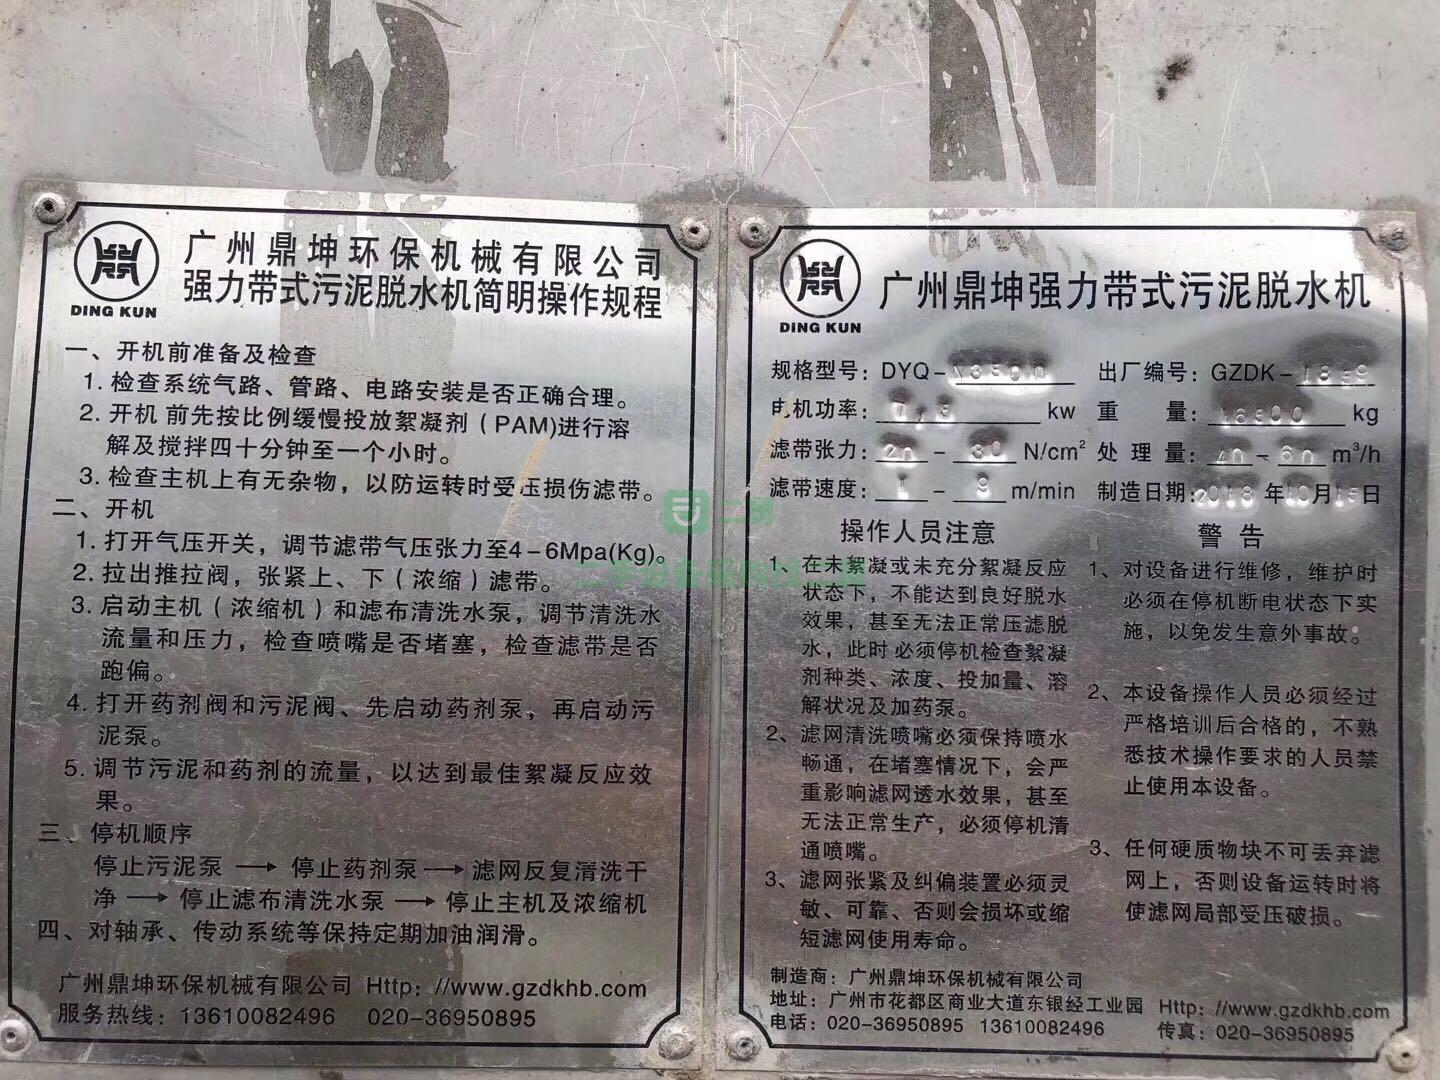 广州鼎坤环保机械有限公司
强力带式污泥脱水机简明操作规程
DING KUN
一、开机前准备及检查
1. 检查系统气路、管路、电路安装是否正确合理。
2. 开机 前先按比例缓慢投放絮凝剂（PAM)进行溶
解及搅拌四十分钟至一个小时。
3. 检查主机上有无杂物，以防运转时受压损伤滤带。
二、开机
1. 打开气压开关，调节滤带气压张力至4-6Mpa(Kg)。
2. 拉出推拉阀，张紧上、下（浓缩）滤带。
3. 启动主机（浓缩机）和滤布清洗水泵，调节清洗水
流量和压力，检查喷嘴是否堵塞，检查滤带是否
跑偏。
4. 打开药剂阀和污泥阀、先启动药剂泵，再启动污
泥泵。
5. 调节污泥和药剂的流量，以达到最佳絮凝反应效
果。
三、停机顺序
停止污泥泵 → 停止药剂泵 → 滤网反复清洗干
净 → 停止滤布清洗水泵 → 停止主机及浓缩机
四、对轴承、传动系统等保持定期加油润滑。
广州鼎坤环保机械有限公司 Http: //www.gzdkhb.com
服务热线：13610082496 020-36950895
广州鼎坤强力带式污泥脱水机
DING KUN
规格型号：DYQ- 出厂编号：GZDK-
电机功率： kw 重 量： kg
滤带张力：20 - 30 N/cm² 处 理 量： - 60 m³/h
滤带速度：1 - 9 m/min 制造日期：2018 年10月15日
操作人员注意
1、在未絮凝或未充分絮凝反应
状态下，不能达到良好脱水
效果，甚至无法正常压滤脱
水，此时必须停机检查絮凝
剂种类、浓度、投加量、溶
解状况及加药泵。
2、滤网清洗喷嘴必须保持喷水
畅通，在堵塞情况下，会严
重影响滤网透水效果，甚至
无法正常生产，必须停机清
通喷嘴。
3、滤网张紧及纠偏装置必须灵
敏、可靠、否则会损坏或缩
短滤网使用寿命。
警 告
1、对设备进行维修，维护时
必须在停机断电状态下实
施，以免发生意外事故。
2、本设备操作人员必须经过
严格培训后合格的，不熟
悉技术操作要求的人员禁
止使用本设备。
3、任何硬质物块不可丢弃滤
网上，否则设备运转时将
使滤网局部受压破损。
制造商：广州鼎坤环保机械有限公司
地址：广州市花都区商业大道东银经工业园 Http: //www.gzdkhb.com
电话：020-36950895 13610082496 传真：020-36950895